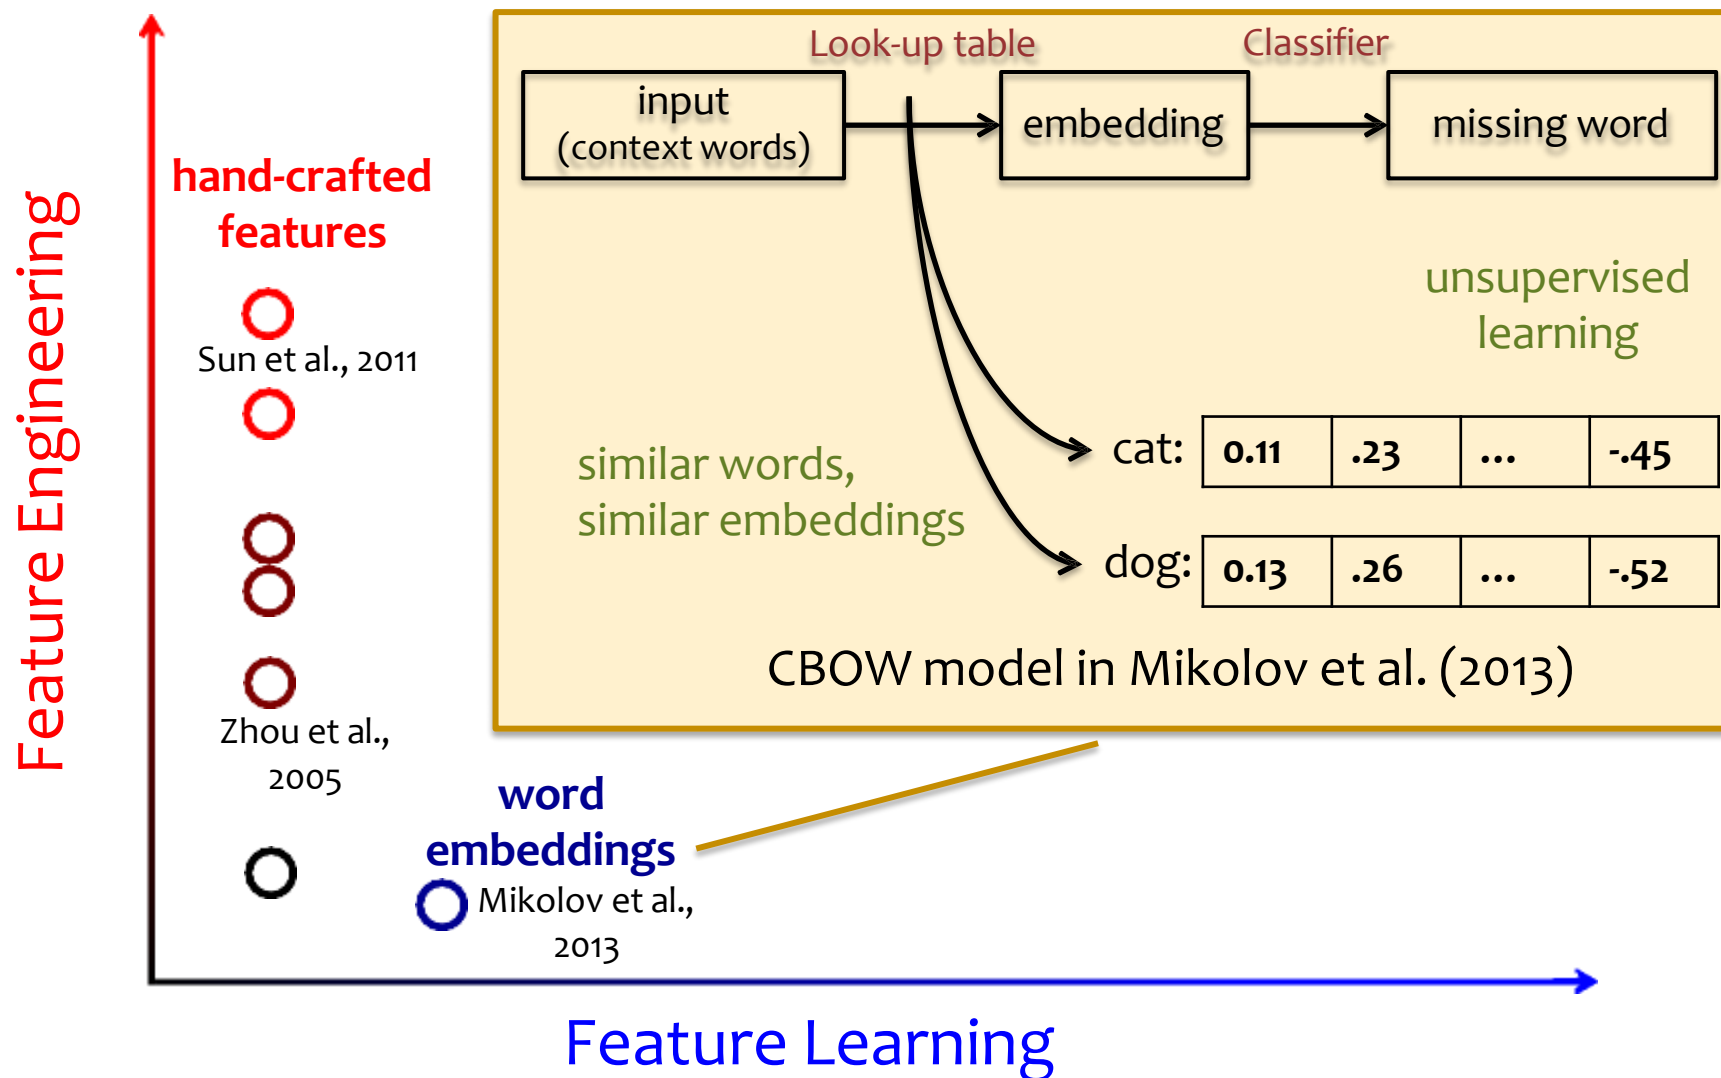 Feature Engineering
hand-crafted
features
Sun et al., 2011
Zhou et al.,
2005
word
embeddings
Mikolov et al.,
2013
Feature Learning
Look-up table
Classifier
input
(context words)
embedding
missing word
unsupervised
learning
similar words,
similar embeddings
cat: 0.11 .23 ... -.45
dog: 0.13 .26 ... -.52
CBOW model in Mikolov et al. (2013)